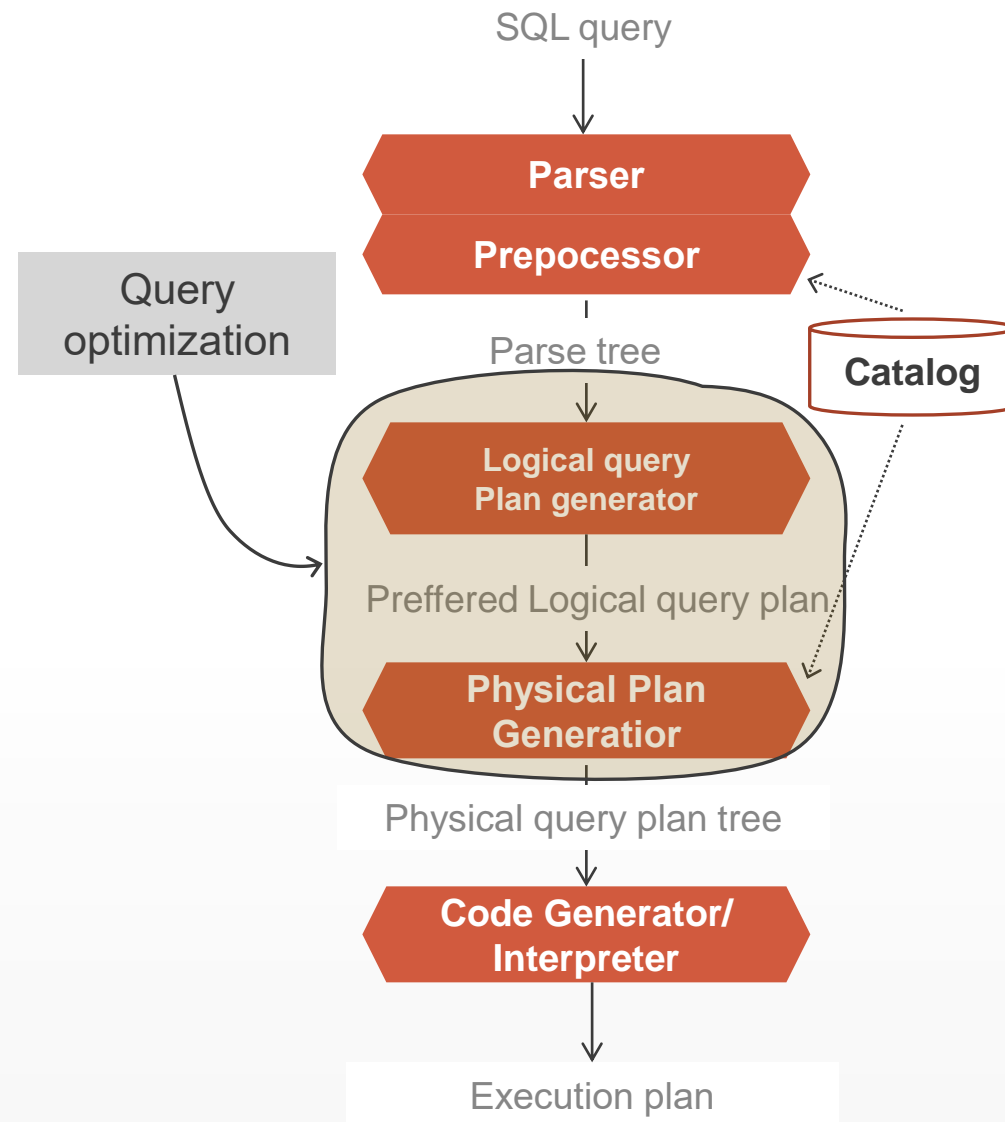 SQL query
Parser
Prepocessor
Query
optimization
Parse tree
Catalog
Logical query
Plan generator
Preffered Logical query plan
Physical Plan
Generatior
Physical query plan tree
Code Generator/
Interpreter
Execution plan